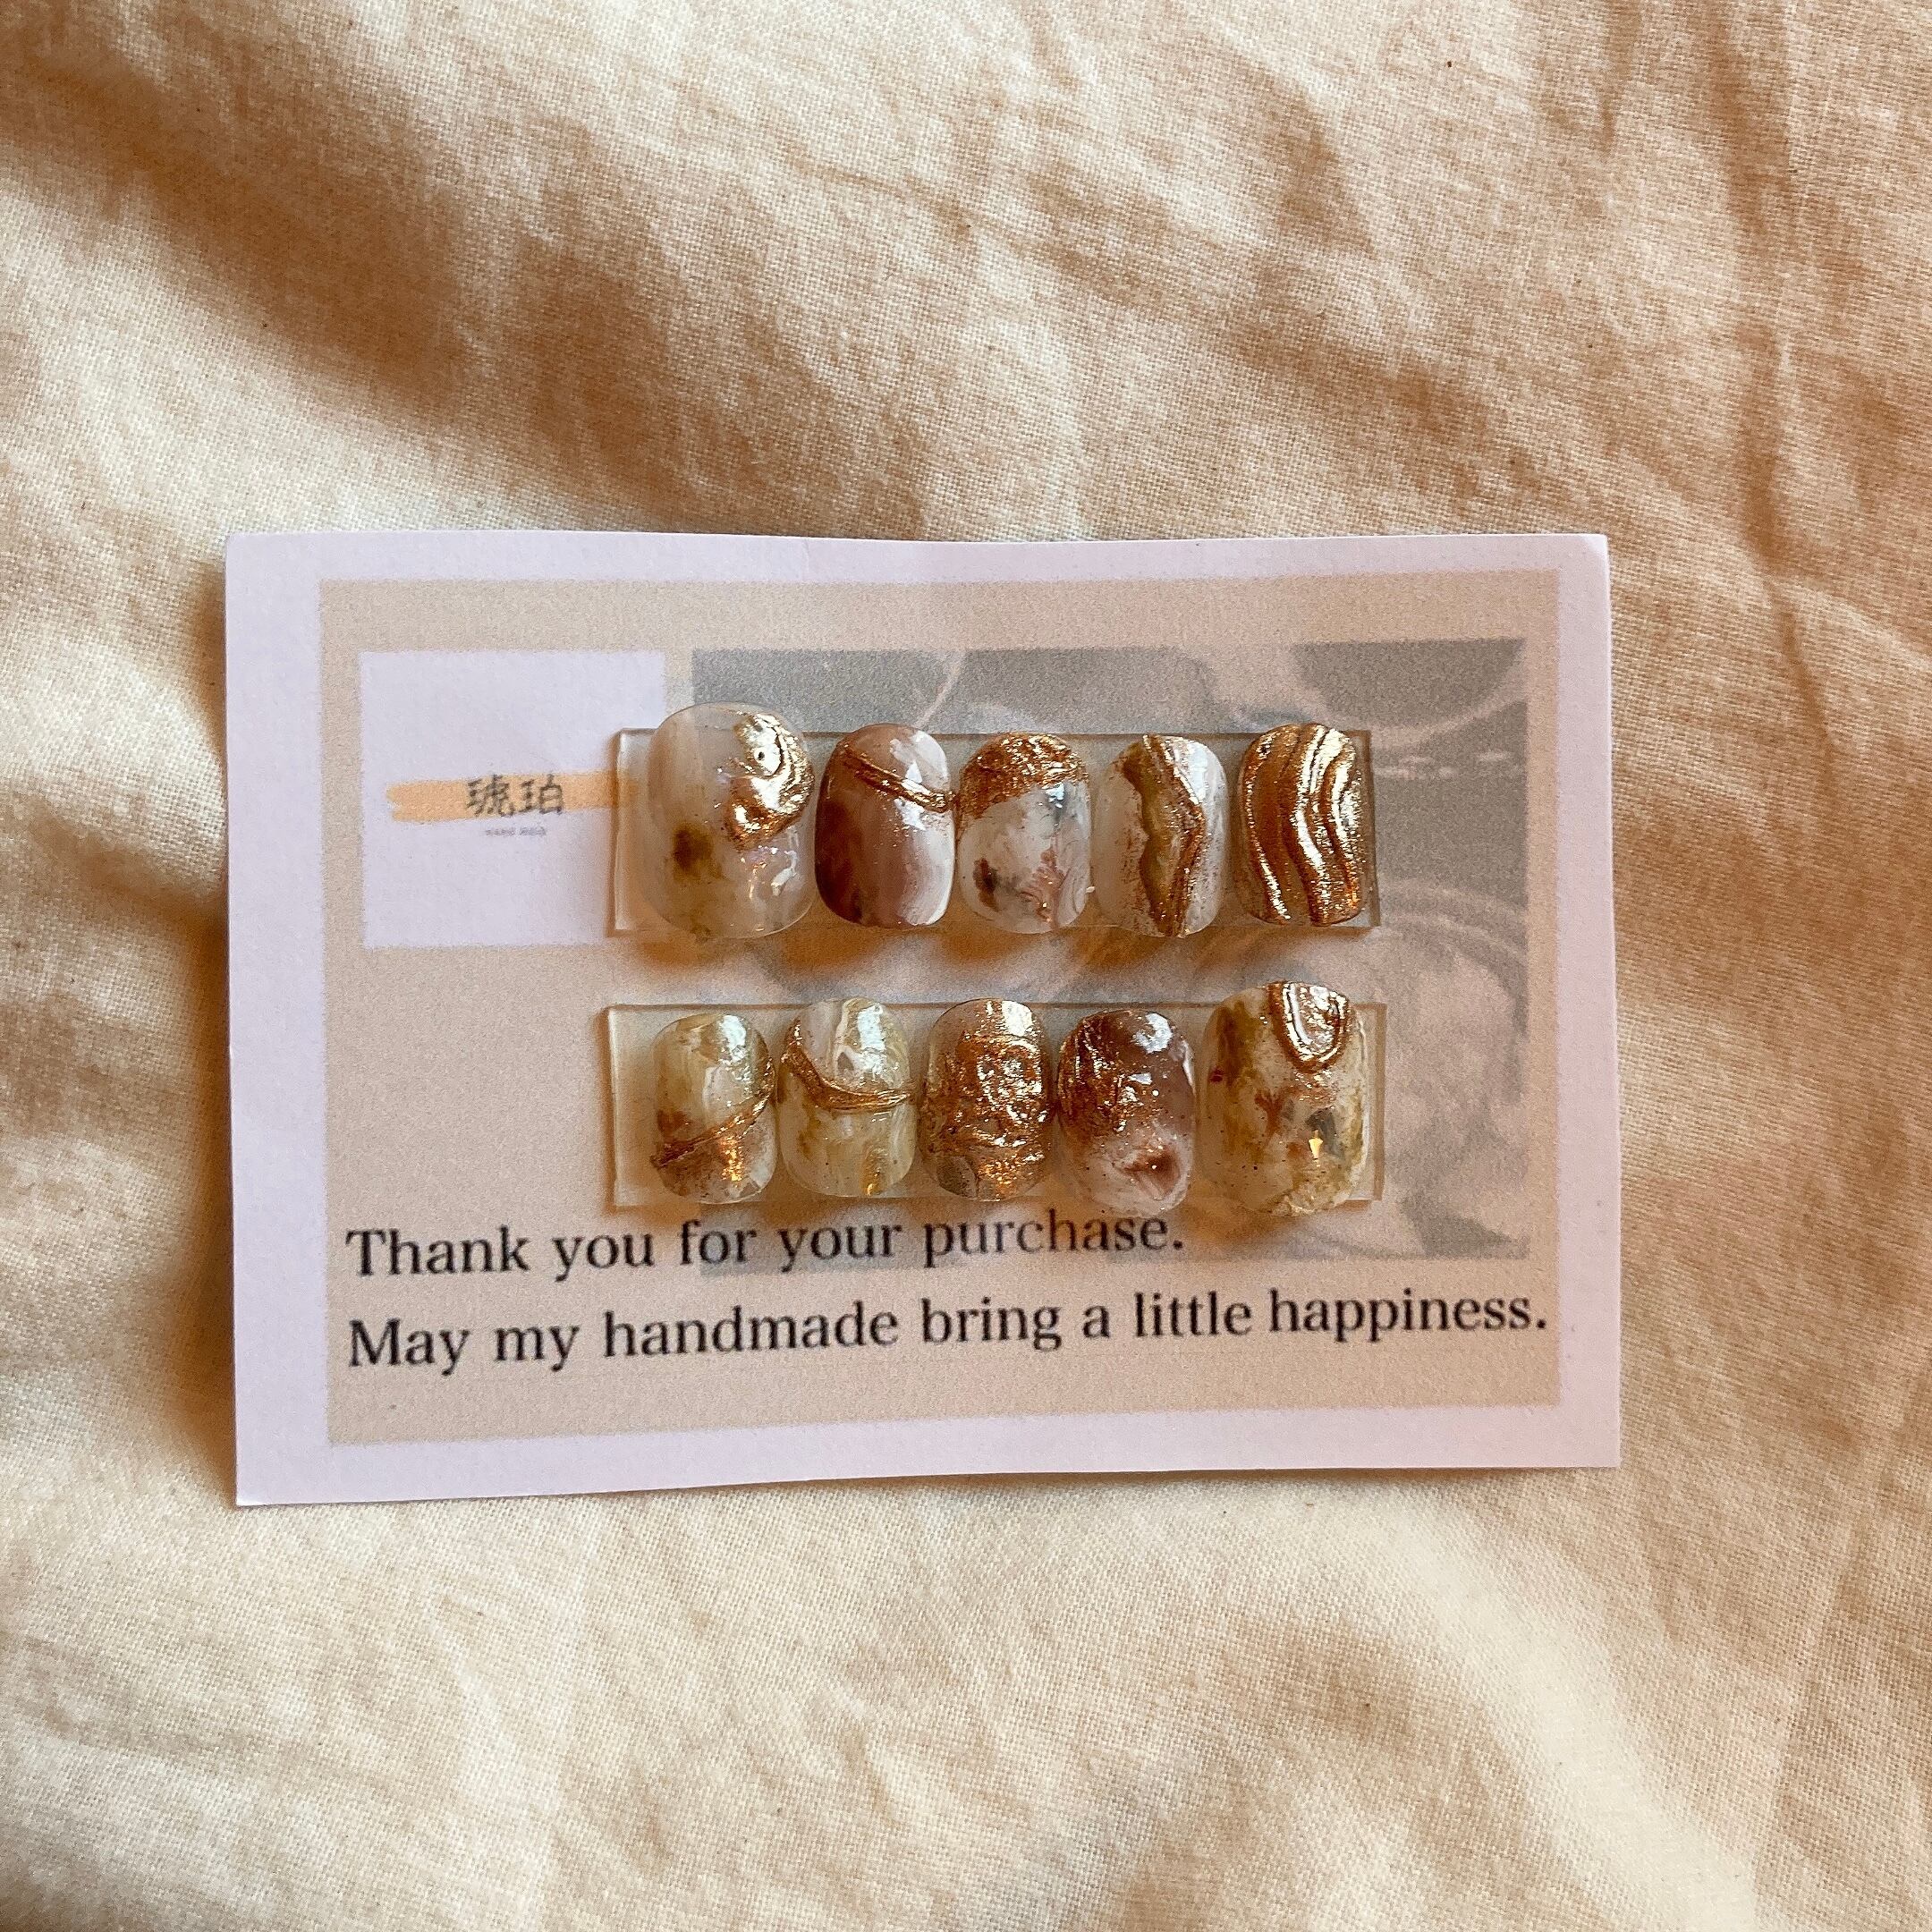 琥珀
Thank you for your purchase.
May my handmade bring a little happiness.